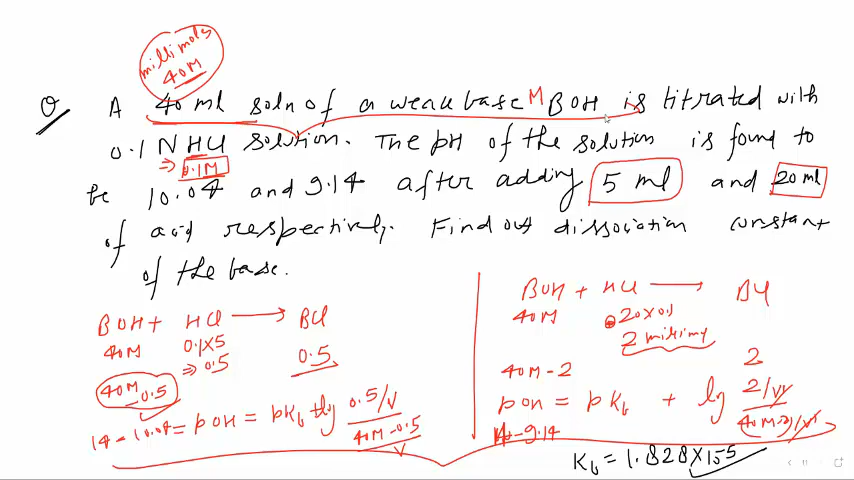 millimoles
40M
Q A 40 ml soln of a weak base M BOH is titrated with
0.1 N HCl solution. The pH of the solution is found to
⇒ 0.1M
be 10.04 and 9.14 after adding 5 ml and 20 ml
of acid respectively. Find out dissociation constant
of the base.
BOH + HCl ⟶ BCl
40M 0.1×5
⇒ 0.5 0.5
40M-0.5
14-10.04 = pOH = pKb + log 0.5/V
40M-0.5
V
BOH + HCl ⟶ BCl
40M 20×0.1
2 milimoles
40M-2 2
pOH = pKb + log 2/V
14-9.14 (40M-2)/V
Kb = 1.828×10-5